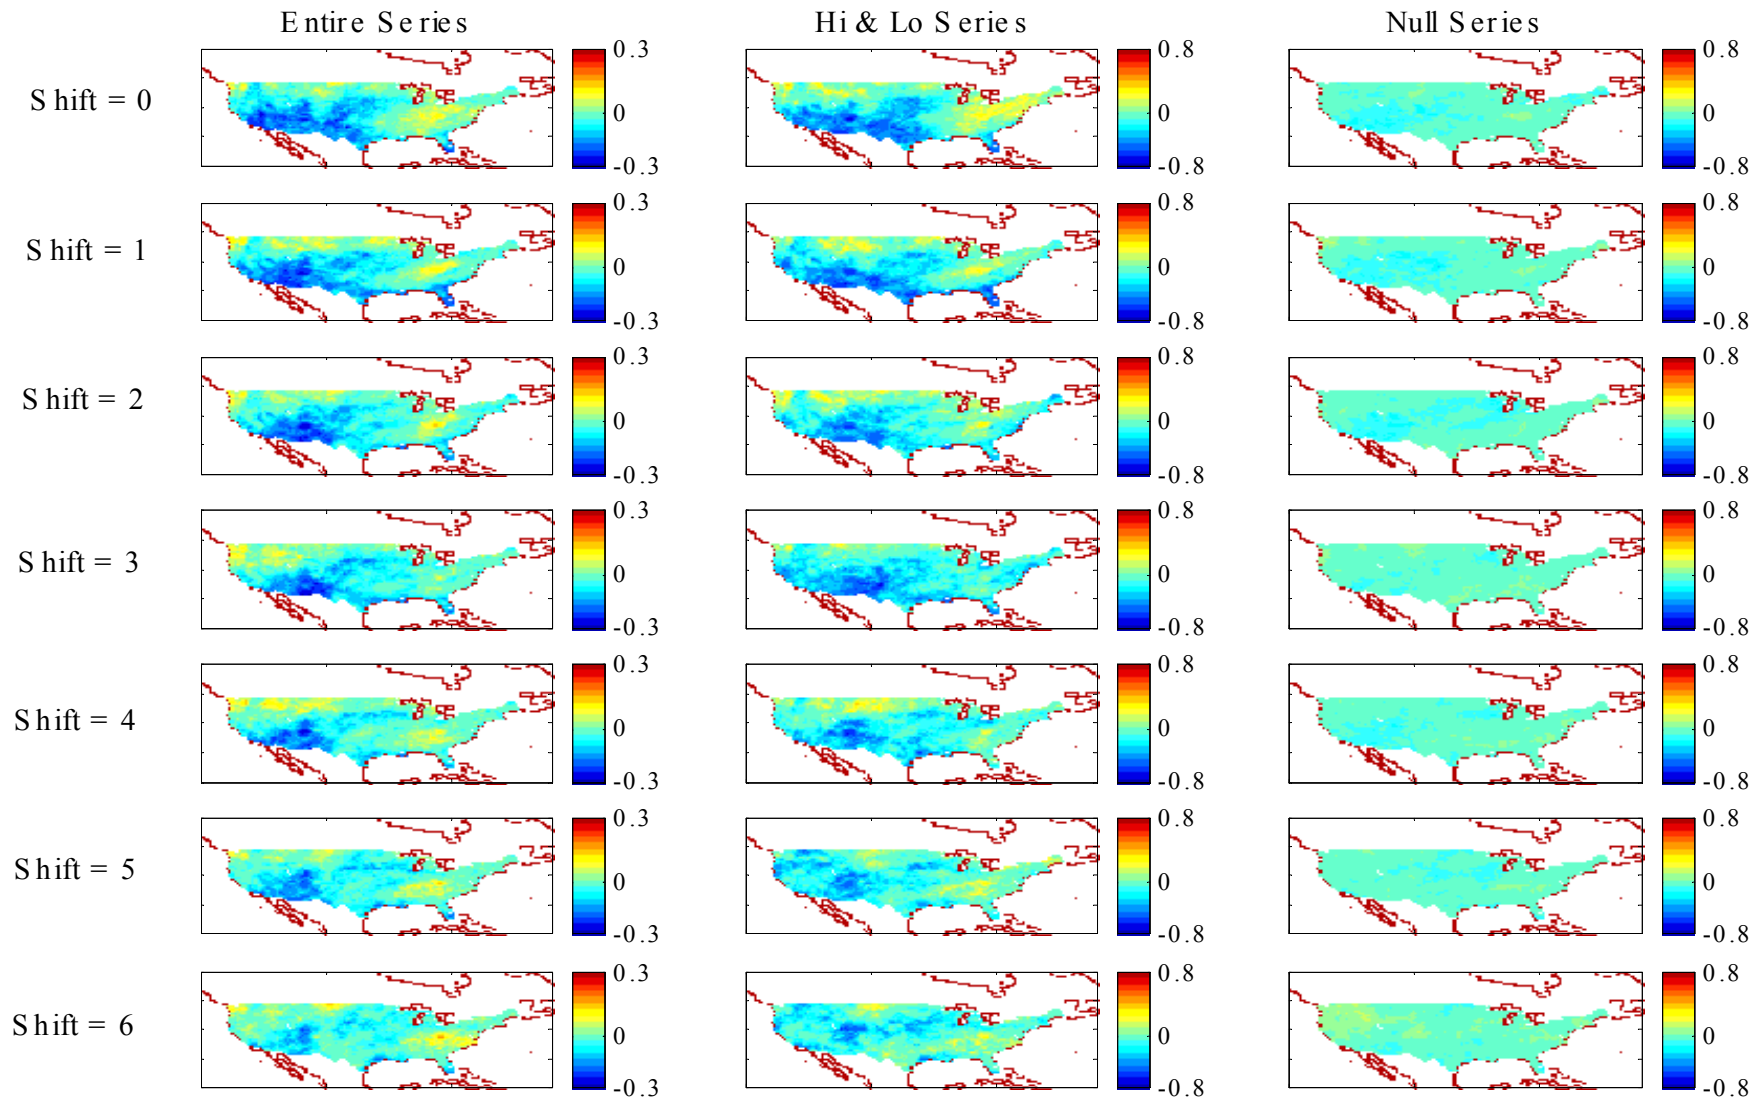 Entire Series Hi & Lo Series Null Series
Shift = 0
0.3 0.8 0.8
0 0 0
-0.3 -0.8 -0.8
Shift = 1
0.3 0.8 0.8
0 0 0
-0.3 -0.8 -0.8
Shift = 2
0.3 0.8 0.8
0 0 0
-0.3 -0.8 -0.8
Shift = 3
0.3 0.8 0.8
0 0 0
-0.3 -0.8 -0.8
Shift = 4
0.3 0.8 0.8
0 0 0
-0.3 -0.8 -0.8
Shift = 5
0.3 0.8 0.8
0 0 0
-0.3 -0.8 -0.8
Shift = 6
0.3 0.8 0.8
0 0 0
-0.3 -0.8 -0.8